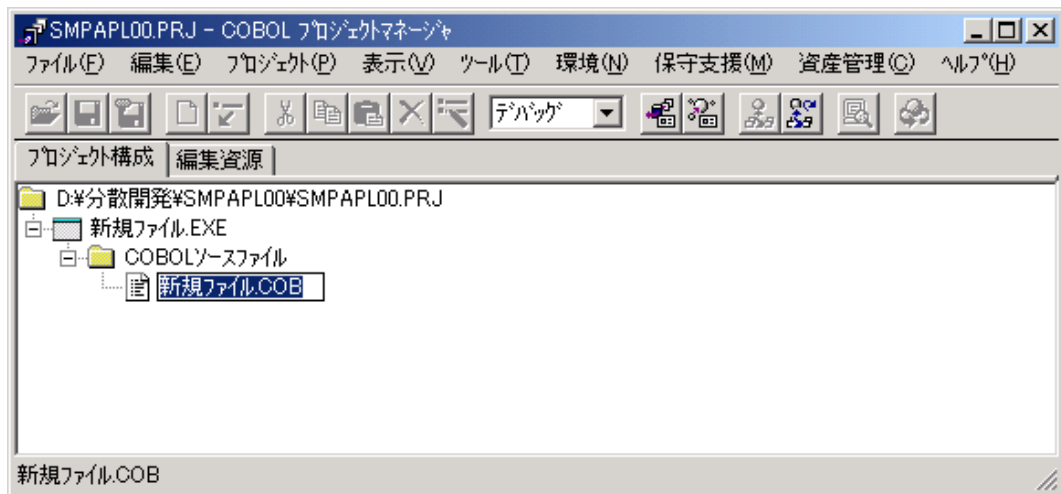 SMPAPL00.PRJ - COBOL プロジェクトマネージャ
ファイル(F) 編集(E) プロジェクト(P) 表示(V) ツール(T) 環境(N) 保守支援(M) 資産管理(C) ヘルプ(H)
デバッグ
プロジェクト構成 編集資源
D:¥分散開発¥SMPAPL00¥SMPAPL00.PRJ
新規ファイル.EXE
COBOLソースファイル
新規ファイル.COB
新規ファイル.COB